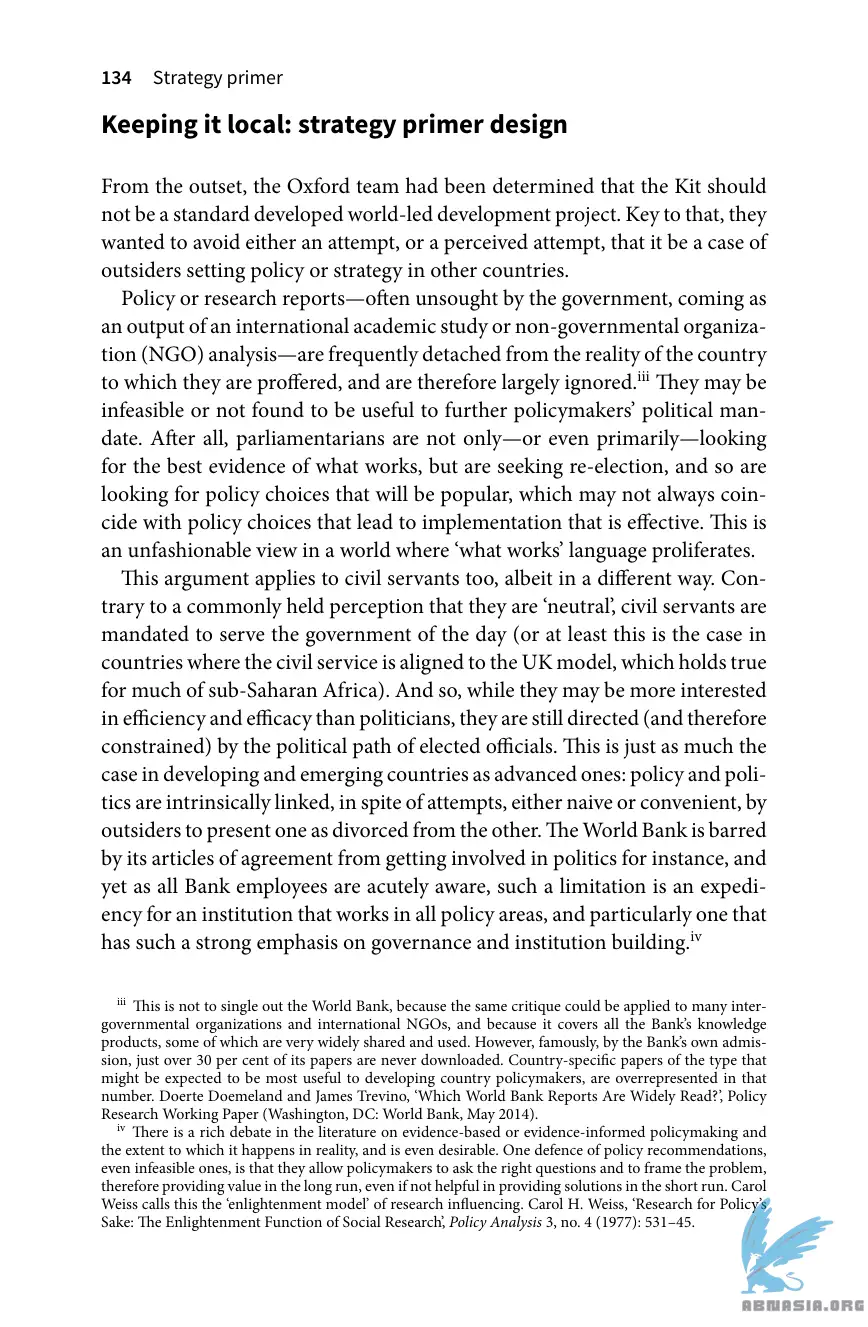 134 Strategy primer
Keeping it local: strategy primer design
From the outset, the Oxford team had been determined that the Kit should
not be a standard developed world-led development project. Key to that, they
wanted to avoid either an attempt, or a perceived attempt, that it be a case of
outsiders setting policy or strategy in other countries.
Policy or research reports—often unsought by the government, coming as
an output of an international academic study or non-governmental organiza-
tion (NGO) analysis—are frequently detached from the reality of the country
to which they are proffered, and are therefore largely ignored.iii They may be
infeasible or not found to be useful to further policymakers’ political man-
date. After all, parliamentarians are not only—or even primarily—looking
for the best evidence of what works, but are seeking re-election, and so are
looking for policy choices that will be popular, which may not always coin-
cide with policy choices that lead to implementation that is effective. This is
an unfashionable view in a world where ‘what works’ language proliferates.
This argument applies to civil servants too, albeit in a different way. Con-
trary to a commonly held perception that they are ‘neutral’, civil servants are
mandated to serve the government of the day (or at least this is the case in
countries where the civil service is aligned to the UK model, which holds true
for much of sub-Saharan Africa). And so, while they may be more interested
in efficiency and efficacy than politicians, they are still directed (and therefore
constrained) by the political path of elected officials. This is just as much the
case in developing and emerging countries as advanced ones: policy and poli-
tics are intrinsically linked, in spite of attempts, either naive or convenient, by
outsiders to present one as divorced from the other. The World Bank is barred
by its articles of agreement from getting involved in politics for instance, and
yet as all Bank employees are acutely aware, such a limitation is an expedi-
ency for an institution that works in all policy areas, and particularly one that
has such a strong emphasis on governance and institution building.iv
iii This is not to single out the World Bank, because the same critique could be applied to many inter-
governmental organizations and international NGOs, and because it covers all the Bank’s knowledge
products, some of which are very widely shared and used. However, famously, by the Bank’s own admis-
sion, just over 30 per cent of its papers are never downloaded. Country-specific papers of the type that
might be expected to be most useful to developing country policymakers, are overrepresented in that
number. Doerte Doemeland and James Trevino, ‘Which World Bank Reports Are Widely Read?’, Policy
Research Working Paper (Washington, DC: World Bank, May 2014).
iv There is a rich debate in the literature on evidence-based or evidence-informed policymaking and
the extent to which it happens in reality, and is even desirable. One defence of policy recommendations,
even infeasible ones, is that they allow policymakers to ask the right questions and to frame the problem,
therefore providing value in the long run, even if not helpful in providing solutions in the short run. Carol
Weiss calls this the ‘enlightenment model’ of research influencing. Carol H. Weiss, ‘Research for Policy’s
Sake: The Enlightenment Function of Social Research’, Policy Analysis 3, no. 4 (1977): 531–45.
ABNASIA.ORG